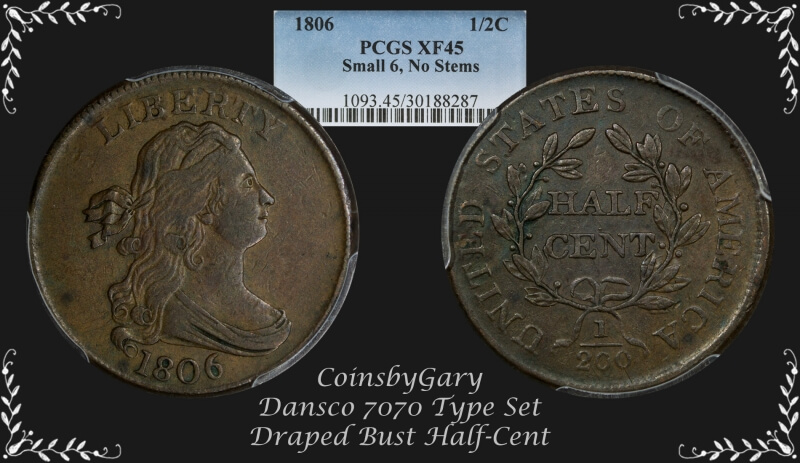 1806 1/2C
PCGS XF45
Small 6, No Stems
1093.45/30188287
LIBERTY
1806
UNITED STATES OF AMERICA
HALF
CENT
1
200
CoinsbyGary
Dansco 7070 Type Set
Draped Bust Half-Cent